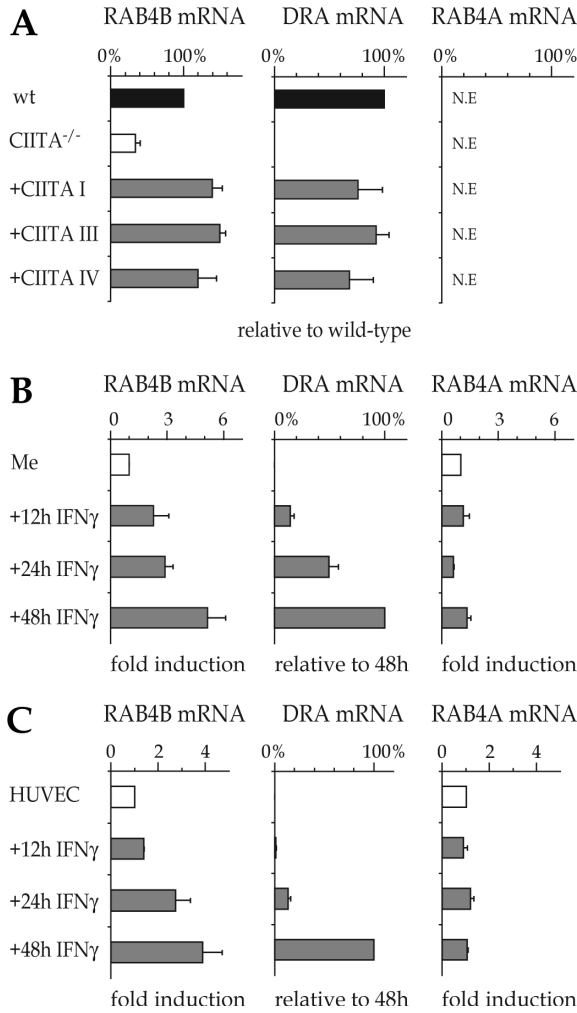 A RAB4B mRNA DRA mRNA RAB4A mRNA
0% 100% 0% 100% 0% 100%
wt N.E
CIITA-/- N.E
+CIITA I N.E
+CIITA III N.E
+CIITA IV N.E
relative to wild-type
B RAB4B mRNA DRA mRNA RAB4A mRNA
0 3 6 0% 100% 0 3 6
Me
+12h IFNγ
+24h IFNγ
+48h IFNγ
fold induction relative to 48h fold induction
C RAB4B mRNA DRA mRNA RAB4A mRNA
0 2 4 0% 100% 0 2 4
HUVEC
+12h IFNγ
+24h IFNγ
+48h IFNγ
fold induction relative to 48h fold induction